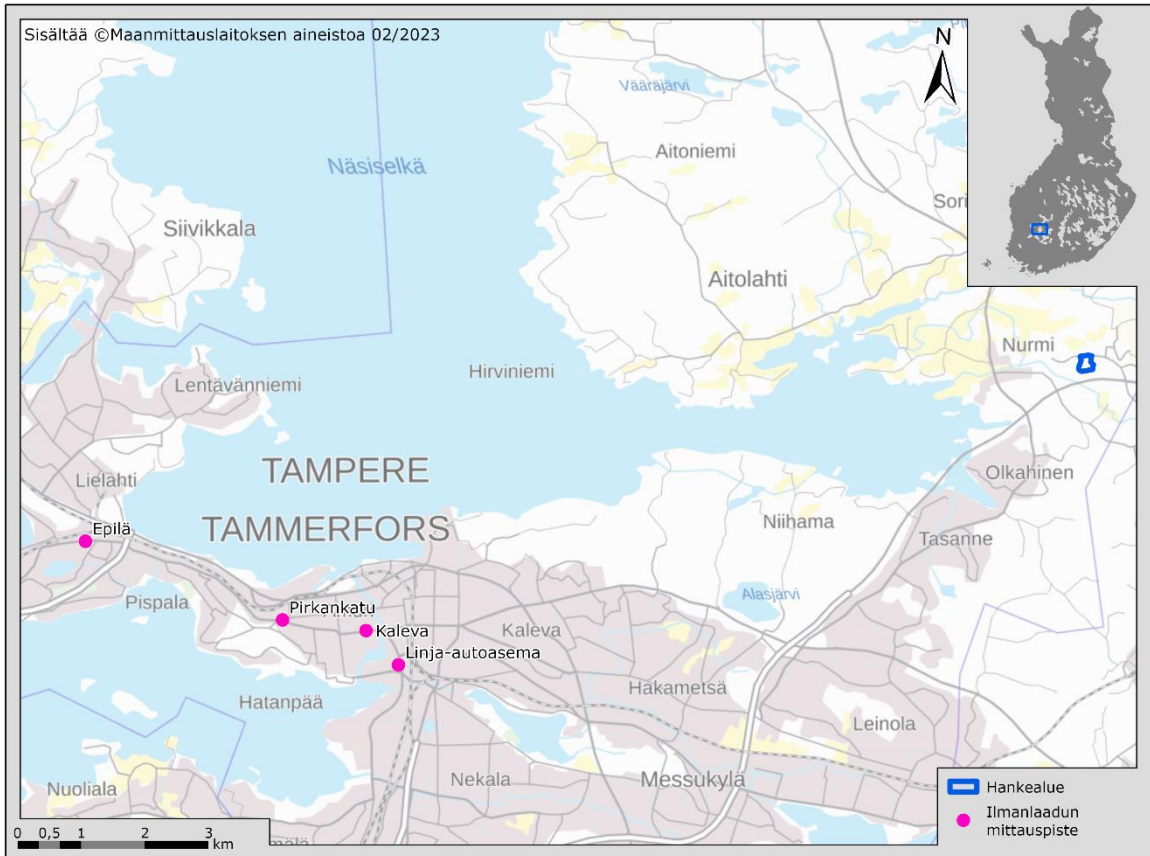 Sisältää ©Maanmittauslaitoksen aineistoa 02/2023
N
Vääräjärvi
Aitoniemi
Näsiselkä
Sori
Siivikkala
Aitolahti
Nurmi
Hirviniemi
Lentävänniemi
TAMPERE
Olkahinen
Lielahti
Niihama
TAMMERFORS
Epilä
Tasanne
Alasjärvi
Pispala
Pirkankatu
Kaleva
Kaleva
Linja-autoasema
Hakametsä
Hatanpää
Leinola
Nekala
Messukylä
Nuoliala
Hankealue
Ilmanlaadun
mittauspiste
0 0,5 1 2 3
km